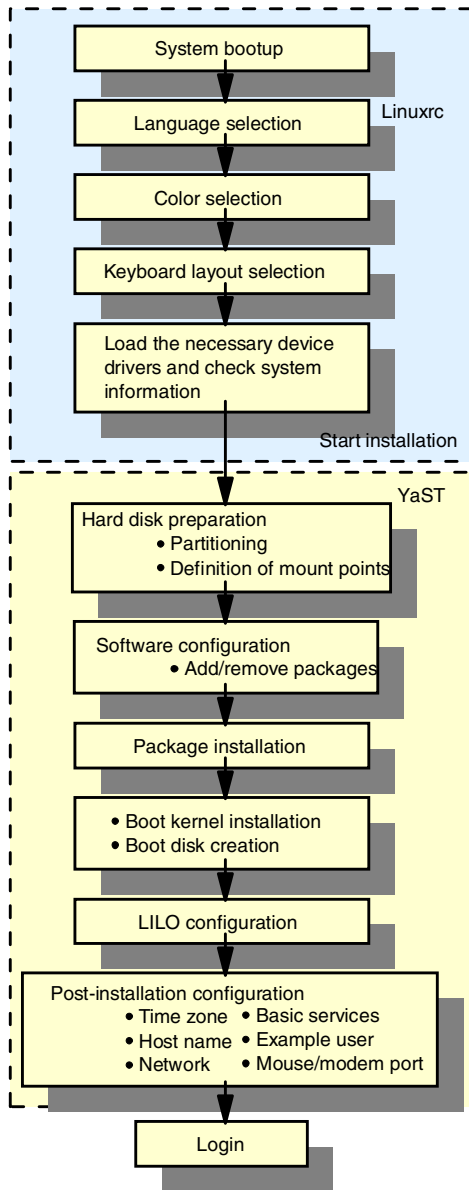 System bootup
Linuxrc
Language selection
Color selection
Keyboard layout selection
Load the necessary device
drivers and check system
information
Start installation
YaST
Hard disk preparation
• Partitioning
• Definition of mount points
Software configuration
• Add/remove packages
Package installation
• Boot kernel installation
• Boot disk creation
LILO configuration
Post-installation configuration
• Time zone • Basic services
• Host name • Example user
• Network • Mouse/modem port
Login